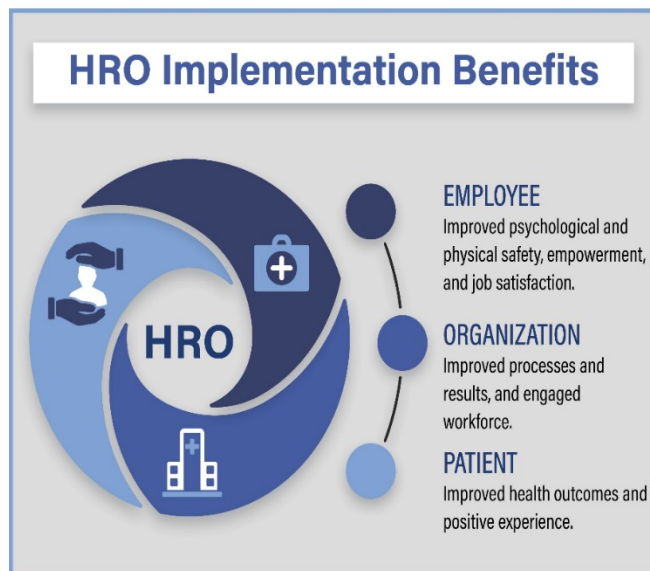 HRO Implementation Benefits
HRO
EMPLOYEE
Improved psychological and
physical safety, empowerment,
and job satisfaction.
ORGANIZATION
Improved processes and
results, and engaged
workforce.
PATIENT
Improved health outcomes and
positive experience.